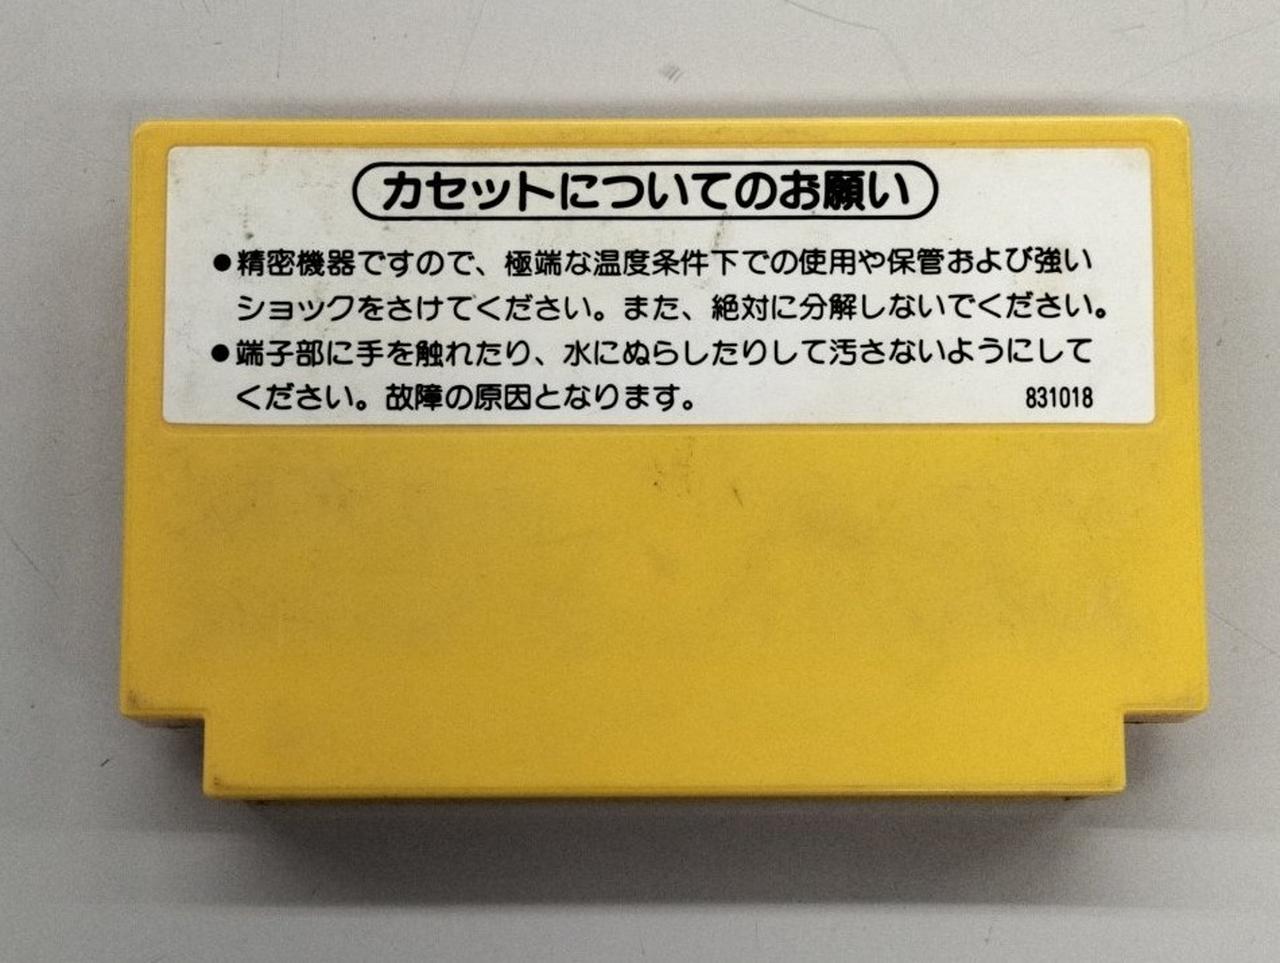 カセットについてのお願い
●精密機器ですので、極端な温度条件下での使用や保管および強い
ショックをさけてください。また、絶対に分解しないでください。
●端子部に手を触れたり、水にぬらしたりして汚さないようにして
ください。故障の原因となります。 831018